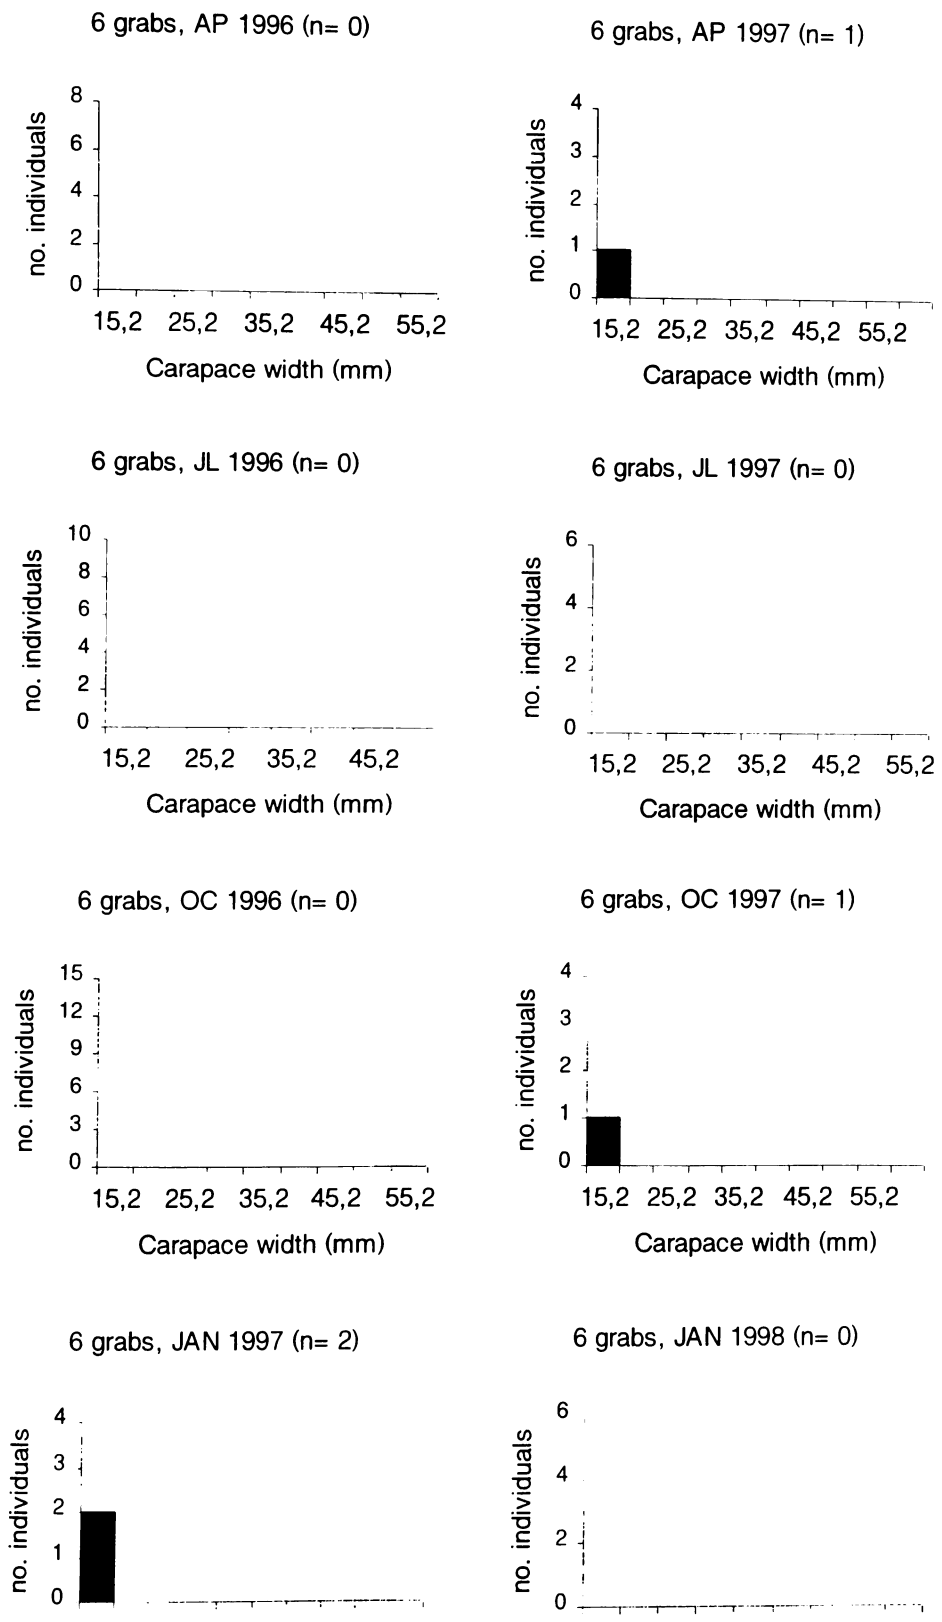 6 grabs, AP 1996 (n= 0)
8
6
4
2
0
no. individuals
15,2 25,2 35,2 45,2 55,2
Carapace width (mm)
6 grabs, AP 1997 (n= 1)
4
3
2
1
0
no. individuals
15,2 25,2 35,2 45,2 55,2
Carapace width (mm)
6 grabs, JL 1996 (n= 0)
10
8
6
4
2
0
no. individuals
15,2 25,2 35,2 45,2
Carapace width (mm)
6 grabs, JL 1997 (n= 0)
6
4
2
0
no. individuals
15,2 25,2 35,2 45,2 55,2
Carapace width (mm)
6 grabs, OC 1996 (n= 0)
15
12
9
6
3
0
no. individuals
15,2 25,2 35,2 45,2 55,2
Carapace width (mm)
6 grabs, OC 1997 (n= 1)
4
3
2
1
0
no. individuals
15,2 25,2 35,2 45,2 55,2
Carapace width (mm)
6 grabs, JAN 1997 (n= 2)
4
3
2
1
0
no. individuals
6 grabs, JAN 1998 (n= 0)
6
4
2
0
no. individuals